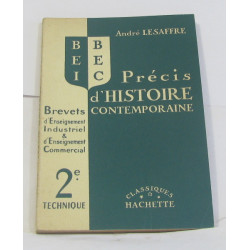 André LESAFFRE
BEI
BEC
Précis
d'HISTOIRE
CONTEMPORAINE
Brevets
d'Enseignement
Industriel
&
d'Enseignement
Commercial
2e
TECHNIQUE
CLASSIQUES
HACHETTE